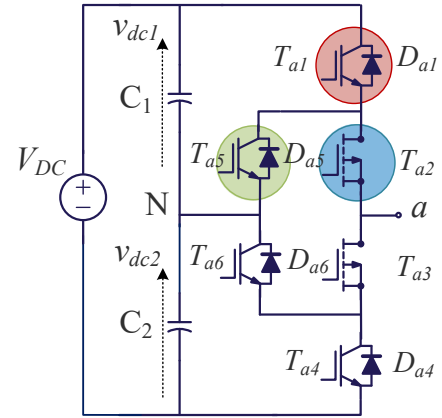 v_dc1
T_a1
D_a1
C_1
T_a5
D_a5
T_a2
V_DC
+
−
N
a
v_dc2
T_a6
D_a6
T_a3
C_2
T_a4
D_a4